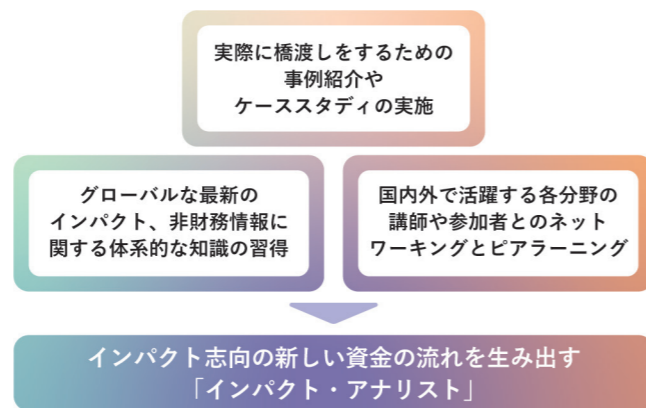 実際に橋渡しをするための
事例紹介や
ケーススタディの実施
グローバルな最新の
インパクト、非財務情報に
関する体系的な知識の習得
国内外で活躍する各分野の
講師や参加者とのネット
ワーキングとピアラーニング
インパクト志向の新しい資金の流れを生み出す
「インパクト・アナリスト」